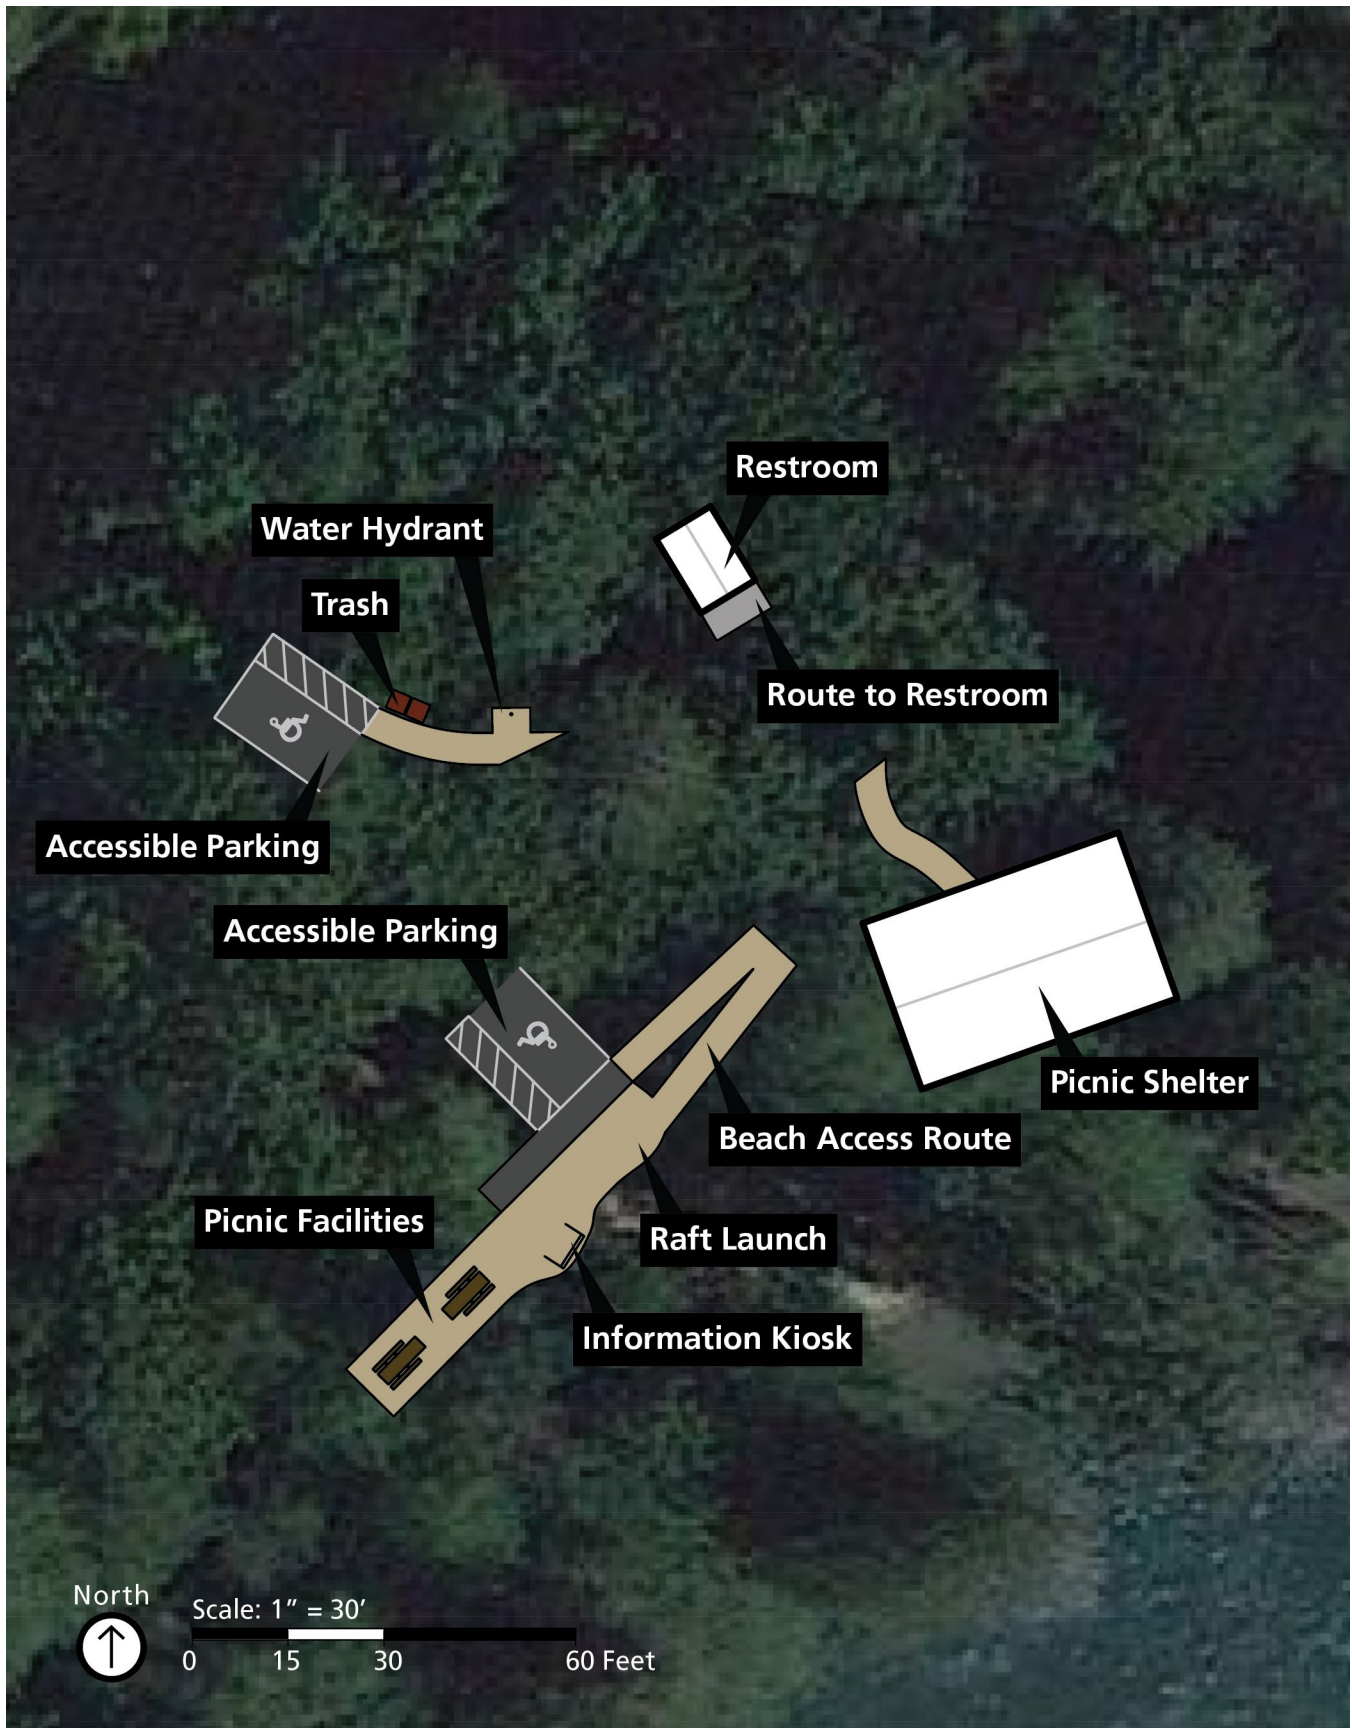 Restroom
Water Hydrant
Trash
Route to Restroom
Accessible Parking
Accessible Parking
Picnic Shelter
Beach Access Route
Picnic Facilities
Raft Launch
Information Kiosk
North
Scale: 1” = 30’
0 15 30 60 Feet